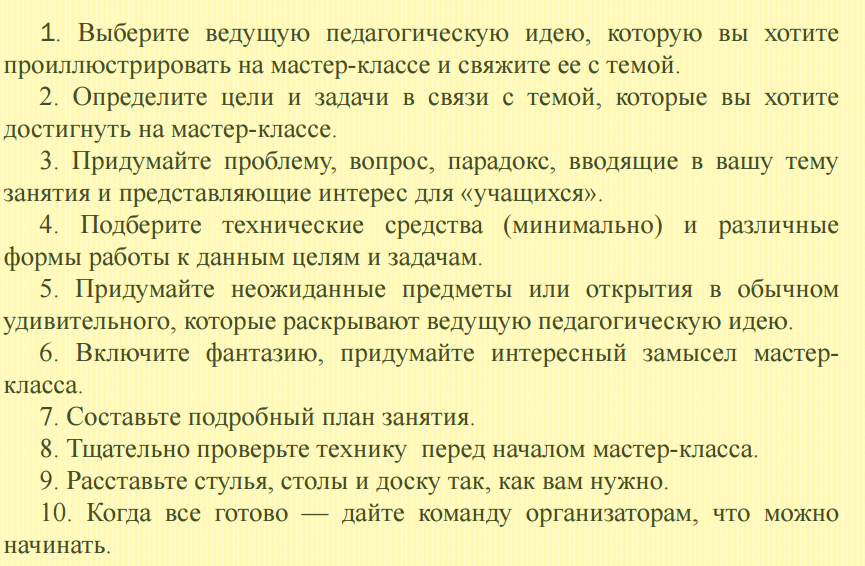 1. Выберите ведущую педагогическую идею, которую вы хотите
проиллюстрировать на мастер-классе и свяжите ее с темой.
2. Определите цели и задачи в связи с темой, которые вы хотите
достигнуть на мастер-классе.
3. Придумайте проблему, вопрос, парадокс, вводящие в вашу тему
занятия и представляющие интерес для «учащихся».
4. Подберите технические средства (минимально) и различные
формы работы к данным целям и задачам.
5. Придумайте неожиданные предметы или открытия в обычном
удивительного, которые раскрывают ведущую педагогическую идею.
6. Включите фантазию, придумайте интересный замысел мастер-
класса.
7. Составьте подробный план занятия.
8. Тщательно проверьте технику  перед началом мастер-класса.
9. Расставьте стулья, столы и доску так, как вам нужно.
10. Когда все готово — дайте команду организаторам, что можно
начинать.